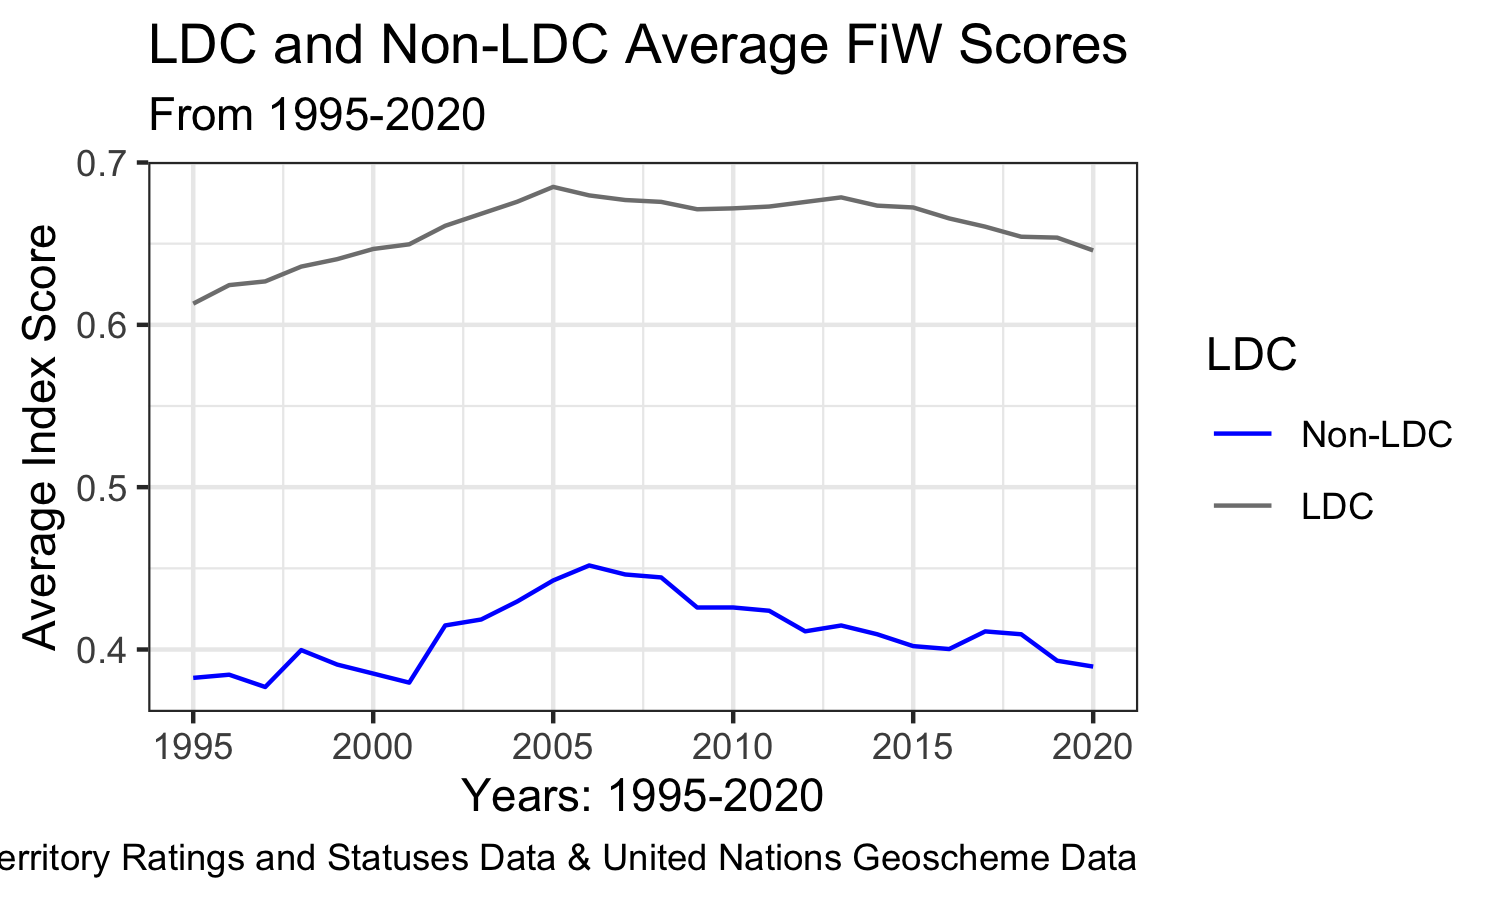 LDC and Non-LDC Average FiW Scores
From 1995-2020
Average Index Score
0.7
0.6
0.5
0.4
1995 2000 2005 2010 2015 2020
Years: 1995-2020
LDC
Non-LDC
LDC
erritory Ratings and Statuses Data & United Nations Geoscheme Data